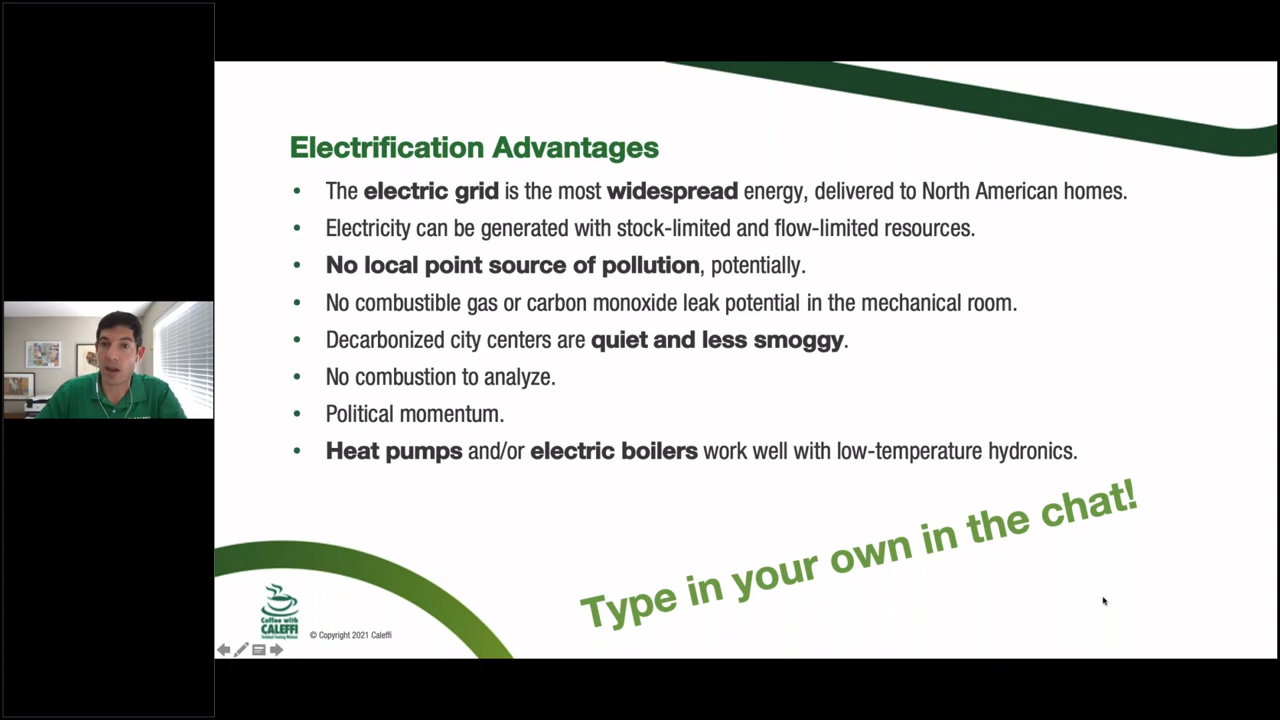 Electrification Advantages
• The electric grid is the most widespread energy, delivered to North American homes.
• Electricity can be generated with stock-limited and flow-limited resources.
• No local point source of pollution, potentially.
• No combustible gas or carbon monoxide leak potential in the mechanical room.
• Decarbonized city centers are quiet and less smoggy.
• No combustion to analyze.
• Political momentum.
• Heat pumps and/or electric boilers work well with low-temperature hydronics.
Type in your own in the chat!
Coffee with
CALEFFI
© Copyright 2021 Caleffi